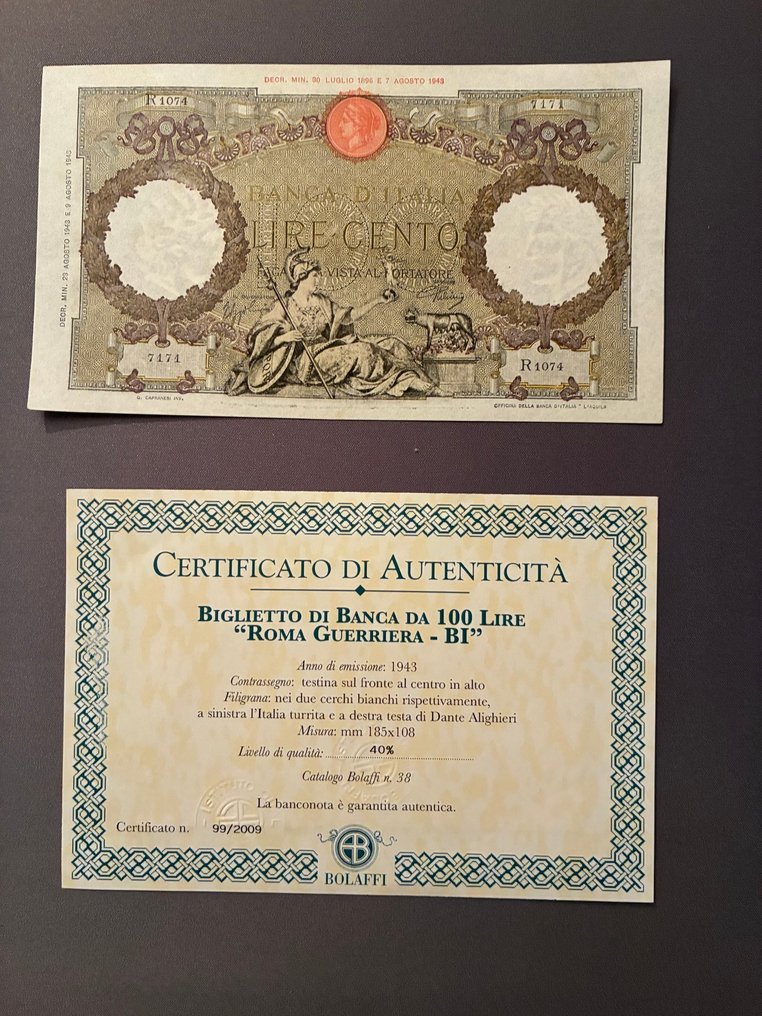 DECR. MIN. 30 LUGLIO 1896 E 7 AGOSTO 1943
R 1074
7171
DECR. MIN. 23 AGOSTO 1943 E 9 AGOSTO 1943
BANCA D'ITALIA
LIRE CENTO
PAGABILI A VISTA AL PORTATORE
7171
R 1074
G. CAPRANESI INV.
OFFICINA DELLA BANCA D'ITALIA - L'AQUILA
CERTIFICATO DI AUTENTICITÀ
BIGLIETTO DI BANCA DA 100 LIRE
“ROMA GUERRIERA - BI”
Anno di emissione: 1943
Contrassegno: testina sul fronte al centro in alto
Filigrana: nei due cerchi bianchi rispettivamente,
a sinistra l'Italia turrita e a destra testa di Dante Alighieri
Misura: mm 185x108
Livello di qualità: 40%
Catalogo Bolaffi n. 38
La banconota è garantita autentica.
Certificato n. 99/2009
BOLAFFI